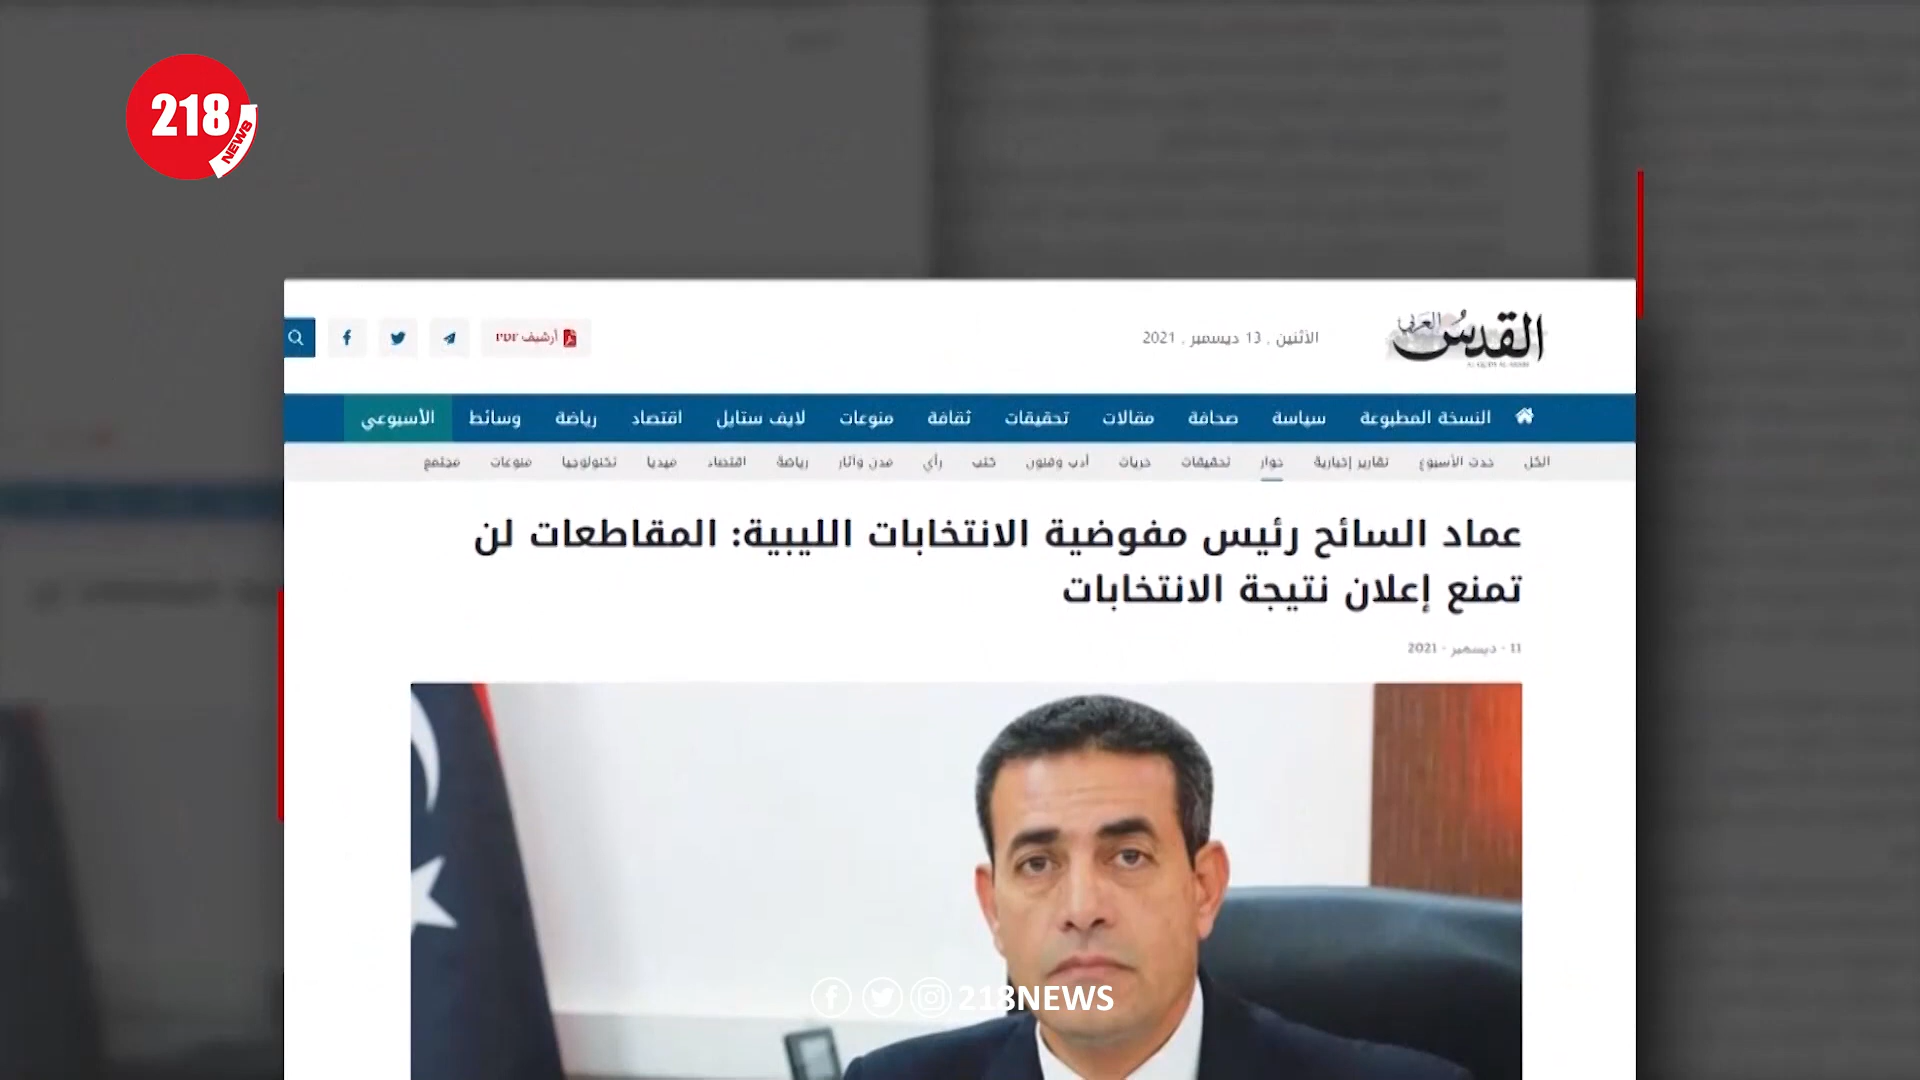 218
NEWS
القدس العربي
الاثنين , 13 ديسمبر , 2021
أرشيف PDF
النسخة المطبوعة سياسة صحافة مقالات تحقيقات ثقافة منوعات لايف ستايل اقتصاد رياضة وسائط الأسبوعي
الكل حدث الأسبوع تقارير إخبارية حوار تحقيقات حريات أدب وفنون كتب رأي مدن وآثار رياضة اقتصاد ميديا تكنولوجيا منوعات مجتمع
عماد السائح رئيس مفوضية الانتخابات الليبية: المقاطعات لن
تمنع إعلان نتيجة الانتخابات
11 - ديسمبر - 2021
218NEWS